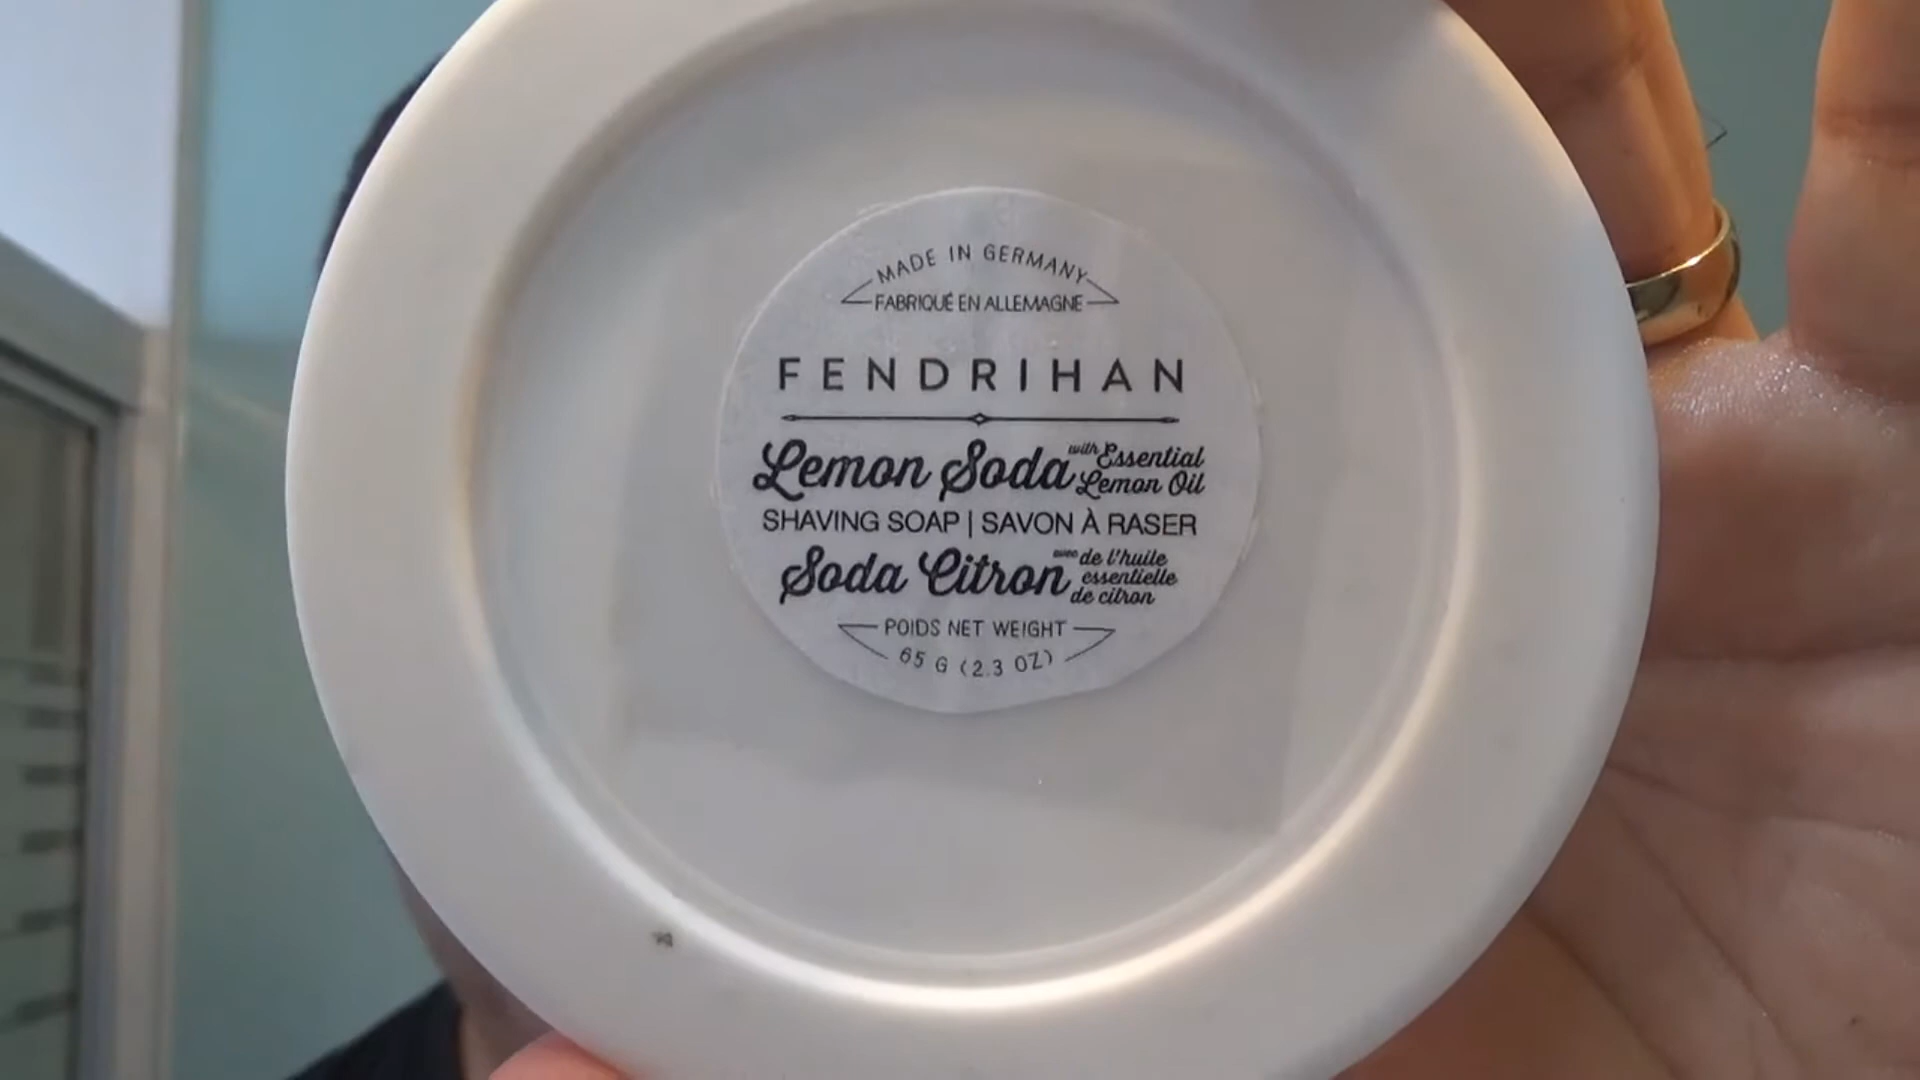 MADE IN GERMANY
FABRIQUÉ EN ALLEMAGNE
FENDRIHAN
Lemon Soda with Essential Lemon Oil
SHAVING SOAP | SAVON À RASER
Soda Citron avec de l'huile essentielle de citron
POIDS NET WEIGHT
65 G (2.3 OZ)